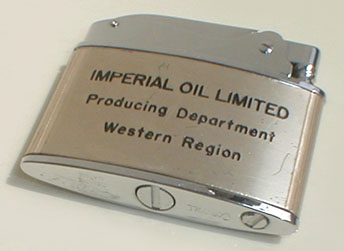 IMPERIAL OIL LIMITED
Producing Department
Western Region